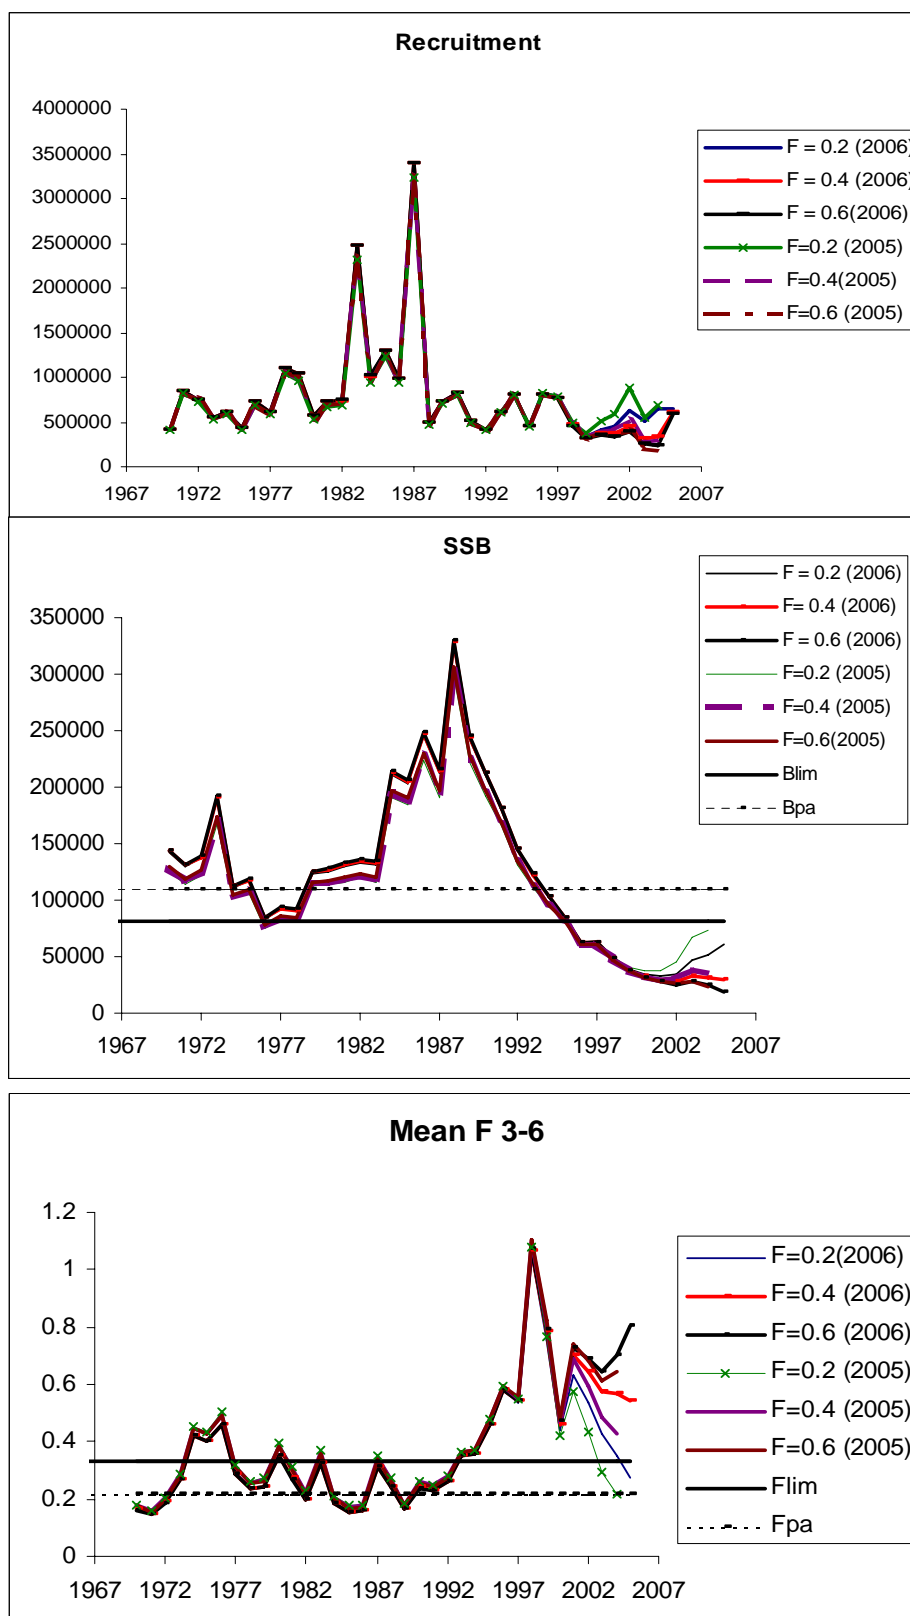 Recruitment
4000000
3500000
3000000
2500000
2000000
1500000
1000000
500000
0
1967 1972 1977 1982 1987 1992 1997 2002 2007
F = 0.2 (2006)
F = 0.4 (2006)
F = 0.6(2006)
F=0.2 (2005)
F=0.4(2005)
F=0.6 (2005)
SSB
350000
300000
250000
200000
150000
100000
50000
0
1967 1972 1977 1982 1987 1992 1997 2002 2007
F = 0.2 (2006)
F= 0.4 (2006)
F = 0.6 (2006)
F=0.2 (2005)
F=0.4 (2005)
F=0.6(2005)
Blim
Bpa
Mean F 3-6
1.2
1
0.8
0.6
0.4
0.2
0
1967 1972 1977 1982 1987 1992 1997 2002 2007
F=0.2(2006)
F=0.4 (2006)
F=0.6 (2006)
F=0.2 (2005)
F=0.4 (2005)
F=0.6 (2005)
Flim
Fpa